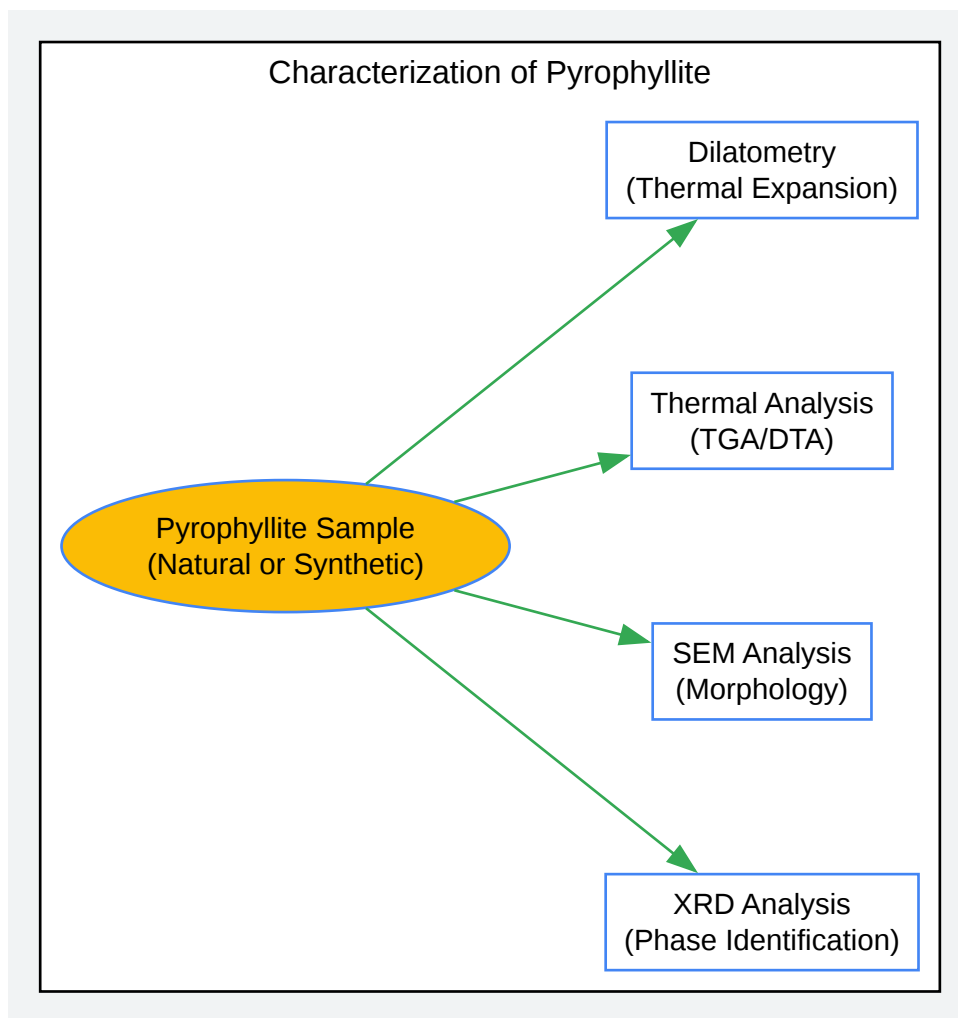 Characterization of Pyrophyllite
Dilatometry
(Thermal Expansion)
Thermal Analysis
(TGA/DTA)
Pyrophyllite Sample
(Natural or Synthetic)
SEM Analysis
(Morphology)
XRD Analysis
(Phase Identification)